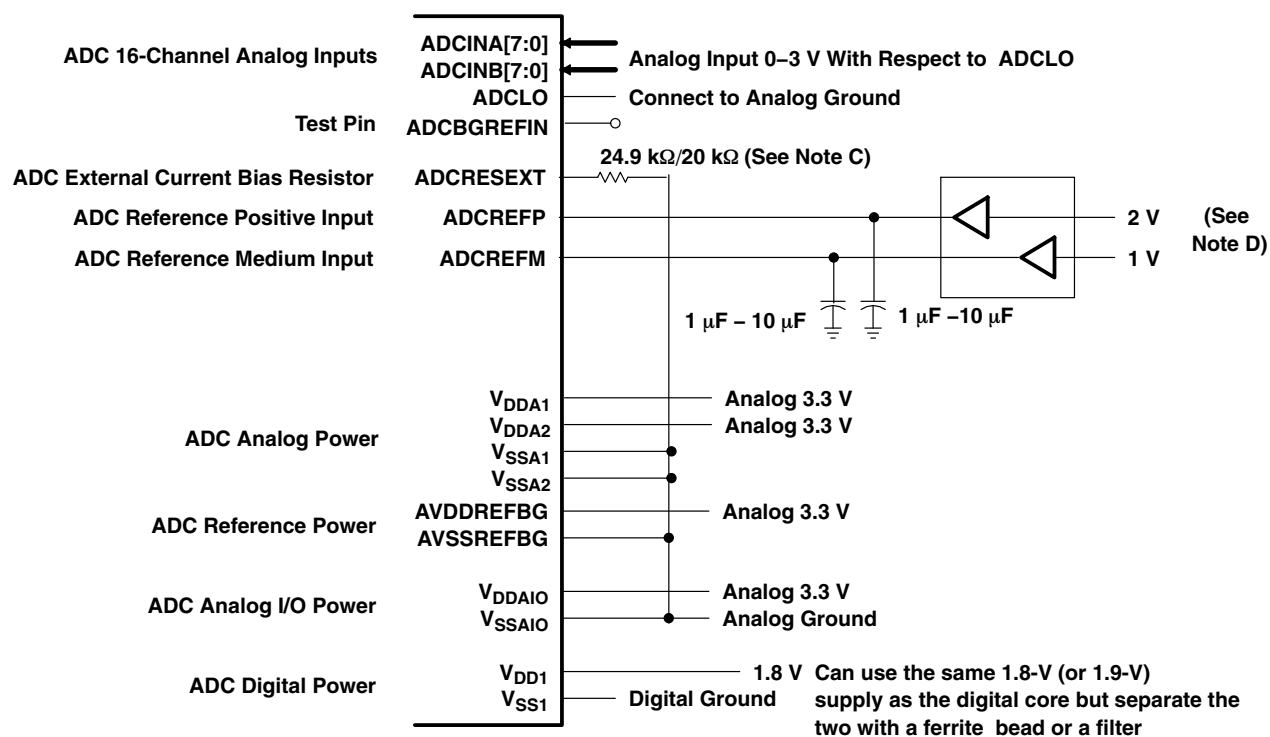 ADC 16-Channel Analog Inputs
ADCINA[7:0]
ADCINB[7:0]
Analog Input 0–3 V With Respect to ADCLO
ADCLO
Connect to Analog Ground
Test Pin
ADCBGREFIN
24.9 kΩ/20 kΩ (See Note C)
ADC External Current Bias Resistor
ADCRESEXT
ADC Reference Positive Input
ADCREFP
2 V
(See
Note D)
ADC Reference Medium Input
ADCREFM
1 V
1 μF – 10 μF
1 μF –10 μF
ADC Analog Power
VDDA1
Analog 3.3 V
VDDA2
Analog 3.3 V
VSSA1
VSSA2
ADC Reference Power
AVDDREFBG
Analog 3.3 V
AVSSREFBG
ADC Analog I/O Power
VDDAIO
Analog 3.3 V
VSSAIO
Analog Ground
ADC Digital Power
VDD1
1.8 V
Can use the same 1.8-V (or 1.9-V)
supply as the digital core but separate the
two with a ferrite bead or a filter
VSS1
Digital Ground